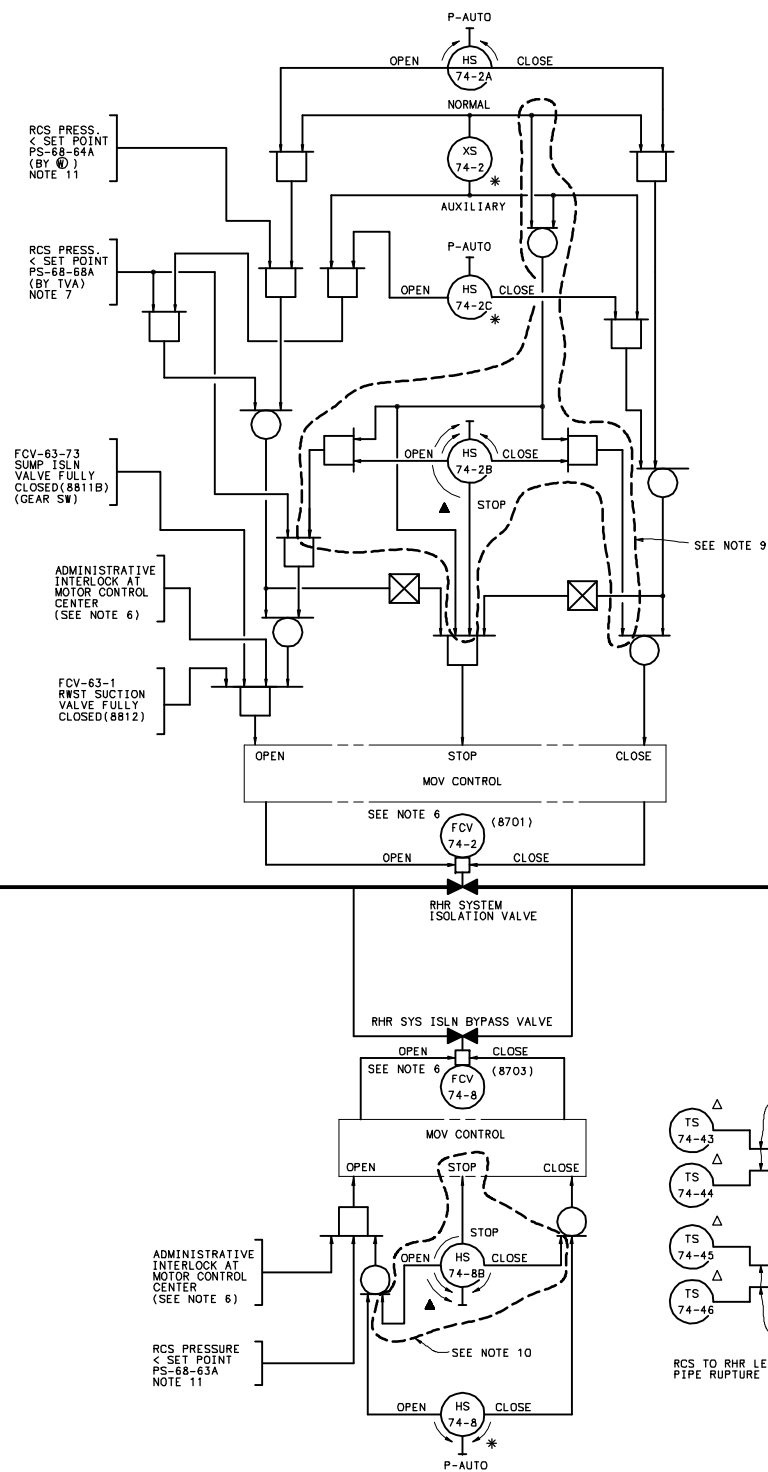 P-AUTO
OPEN
HS
74-2A
CLOSE
NORMAL
RCS PRESS.
< SET POINT
PS-68-64A
(BY W)
NOTE 11
XS
74-2
*
AUXILIARY
RCS PRESS.
< SET POINT
PS-68-68A
(BY TVA)
NOTE 7
P-AUTO
OPEN
HS
74-2C
CLOSE
*
FCV-63-73
SUMP ISLN
VALVE FULLY
CLOSED(8811B)
(GEAR SW)
OPEN
HS
74-2B
CLOSE
STOP
SEE NOTE 9
ADMINISTRATIVE
INTERLOCK AT
MOTOR CONTROL
CENTER
(SEE NOTE 6)
FCV-63-1
RWST SUCTION
VALVE FULLY
CLOSED(8812)
OPEN
STOP
CLOSE
MOV CONTROL
SEE NOTE 6
FCV
74-2
(8701)
OPEN
CLOSE
RHR SYSTEM
ISOLATION VALVE
RHR SYS ISLN BYPASS VALVE
OPEN
CLOSE
SEE NOTE 6
FCV
74-8
(8703)
MOV CONTROL
OPEN
STOP
CLOSE
TS
74-43
TS
74-44
TS
74-45
TS
74-46
STOP
OPEN
HS
74-8B
CLOSE
ADMINISTRATIVE
INTERLOCK AT
MOTOR CONTROL
CENTER
(SEE NOTE 6)
SEE NOTE 10
RCS PRESSURE
< SET POINT
PS-68-63A
NOTE 11
RCS TO RHR LE
PIPE RUPTURE
OPEN
HS
74-8
CLOSE
*
P-AUTO